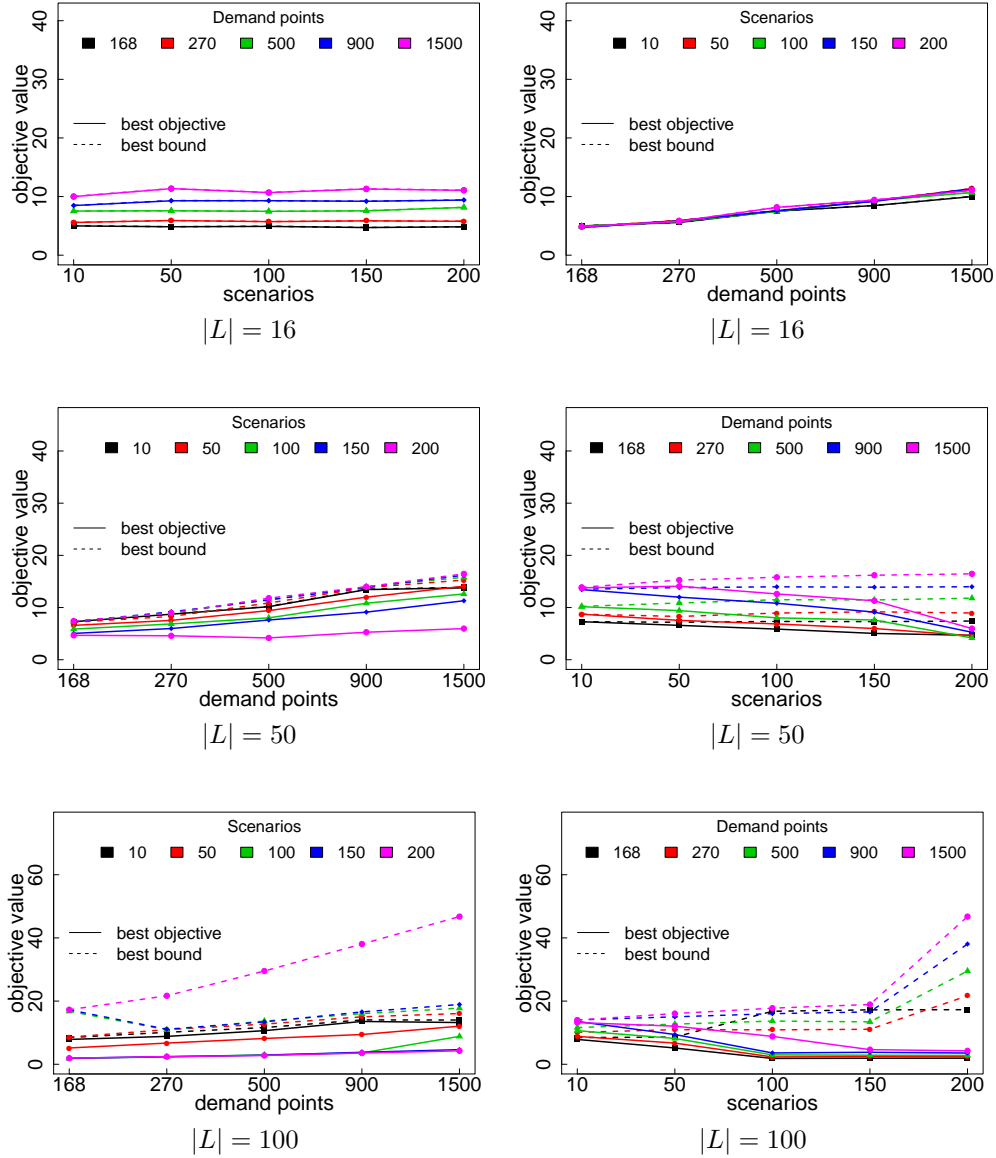 Demand points
168 270 500 900 1500
best objective
best bound
objective value
0 10 20 30 40
10 50 100 150 200
scenarios
|L| = 16
Scenarios
10 50 100 150 200
best objective
best bound
objective value
0 10 20 30 40
168 270 500 900 1500
demand points
|L| = 16
Scenarios
10 50 100 150 200
best objective
best bound
objective value
0 10 20 30 40
168 270 500 900 1500
demand points
|L| = 50
Demand points
168 270 500 900 1500
best objective
best bound
objective value
0 10 20 30 40
10 50 100 150 200
scenarios
|L| = 50
Scenarios
10 50 100 150 200
best objective
best bound
objective value
0 20 40 60
168 270 500 900 1500
demand points
|L| = 100
Demand points
168 270 500 900 1500
best objective
best bound
objective value
0 20 40 60
10 50 100 150 200
scenarios
|L| = 100